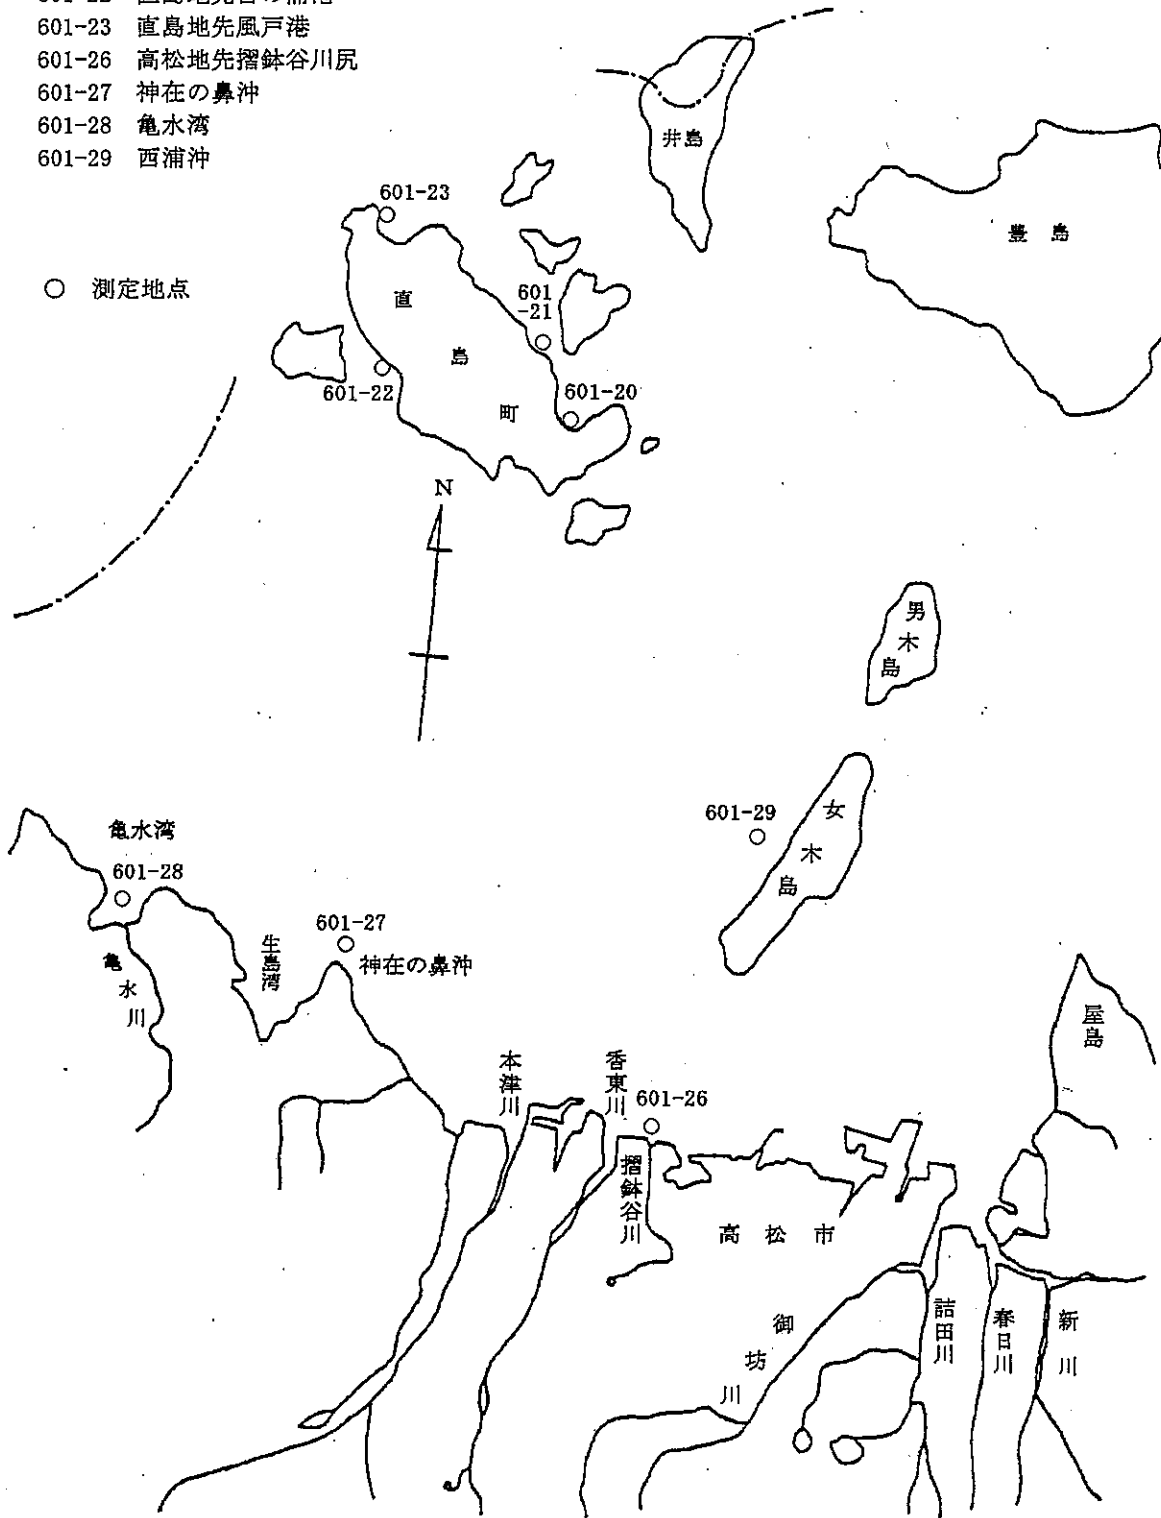 601-23 直島地先風戸港
601-26 高松地先摺鉢谷川尻
601-27 神在の鼻沖
601-28 亀水湾
601-29 西浦沖
○ 測定地点
井島
豊島
601-23
直島町
601-21
601-22
601-20
N
男木島
女木島
601-29
亀水湾
601-28
亀水川
生島湾
601-27
神在の鼻沖
本津川
香東川
601-26
摺鉢谷川
高松市
屋島
御坊川
詰田川
春日川
新川